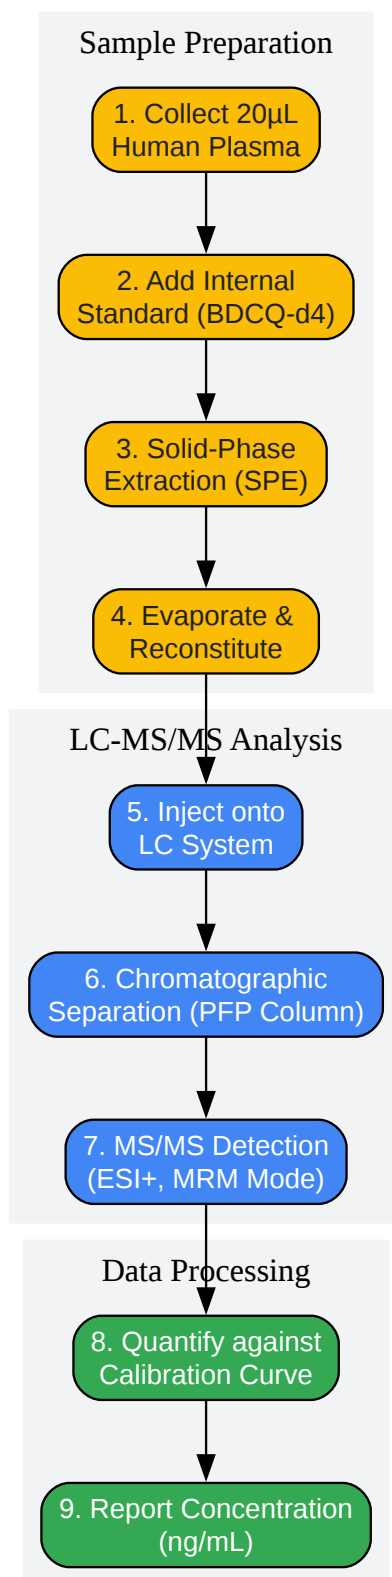 Sample Preparation
1. Collect 20µL
Human Plasma
2. Add Internal
Standard (BDCQ-d4)
3. Solid-Phase
Extraction (SPE)
4. Evaporate &
Reconstitute
LC-MS/MS Analysis
5. Inject onto
LC System
6. Chromatographic
Separation (PFP Column)
7. MS/MS Detection
(ESI+, MRM Mode)
Data Processing
8. Quantify against
Calibration Curve
9. Report Concentration
(ng/mL)